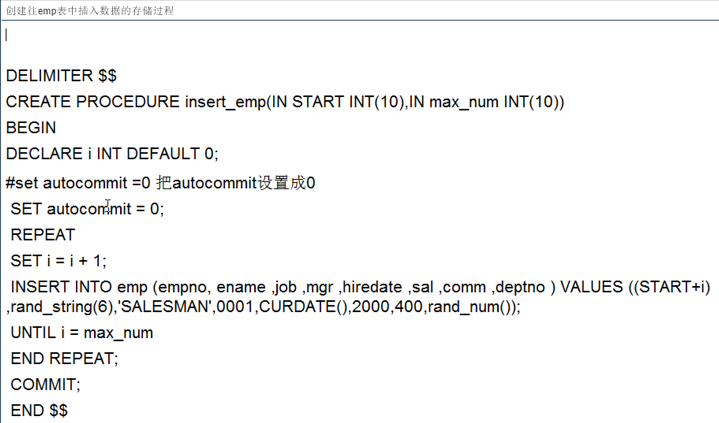 创建往emp表中插入数据的存储过程
DELIMITER $$
CREATE PROCEDURE insert_emp(IN START INT(10),IN max_num INT(10))
BEGIN
DECLARE i INT DEFAULT 0;
#set autocommit =0 把autocommit设置成0
SET autocommit = 0;
REPEAT
SET i = i + 1;
INSERT INTO emp (empno, ename ,job ,mgr ,hiredate ,sal ,comm ,deptno ) VALUES ((START+i)
,rand_string(6),'SALESMAN',0001,CURDATE(),2000,400,rand_num());
UNTIL i = max_num
END REPEAT;
COMMIT;
END $$